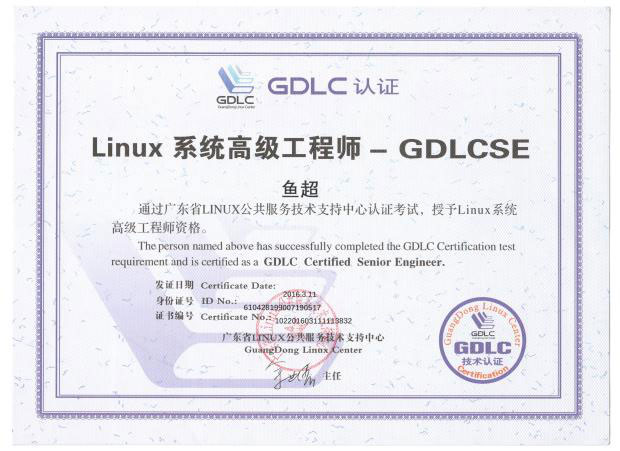 GDLC
GuangDong Linux Center
GDLC 认证
Linux 系统高级工程师 – GDLCSE
鱼超
通过广东省LINUX公共服务技术支持中心认证考试，授予Linux系统
高级工程师资格。
The person named above has successfully completed the GDLC Certification test
requirement and is certified as a GDLC Certified Senior Engineer.
发证日期 Certificate Date: 2016.3.11
身份证号 ID No.: 610428199007190517
证书编号 Certificate No.: 102201603111113832
广东省LINUX公共服务技术支持中心
GuangDong Linux Center
主任
GuangDong Linux Center
GDLC
GDLC
技术认证
Certification